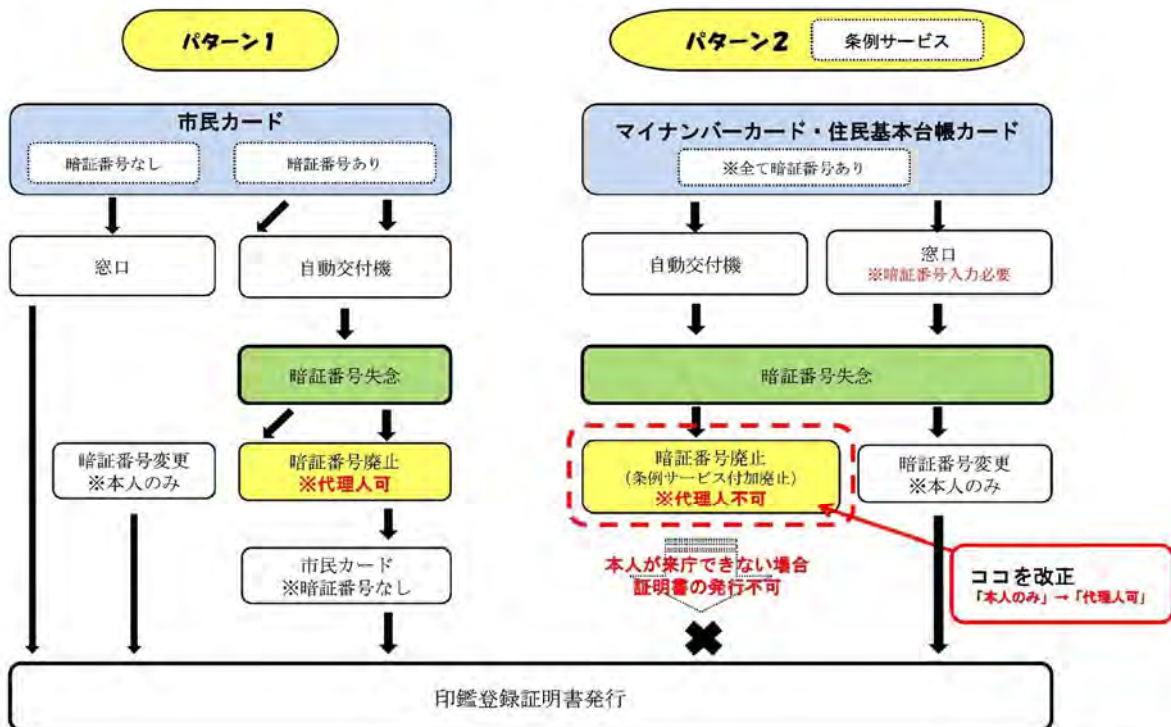 パターン1
パターン2
条例サービス
市民カード
暗証番号なし
暗証番号あり
マイナンバーカード・住民基本台帳カード
※全て暗証番号あり
窓口
自動交付機
自動交付機
窓口
※暗証番号入力必要
暗証番号失念
暗証番号失念
暗証番号変更
※本人のみ
暗証番号廃止
※代理人可
暗証番号廃止
(条例サービス付加廃止)
※代理人不可
暗証番号変更
※本人のみ
市民カード
※暗証番号なし
本人が来庁できない場合
証明書の発行不可
ココを改正
「本人のみ」→「代理人可」
印鑑登録証明書発行